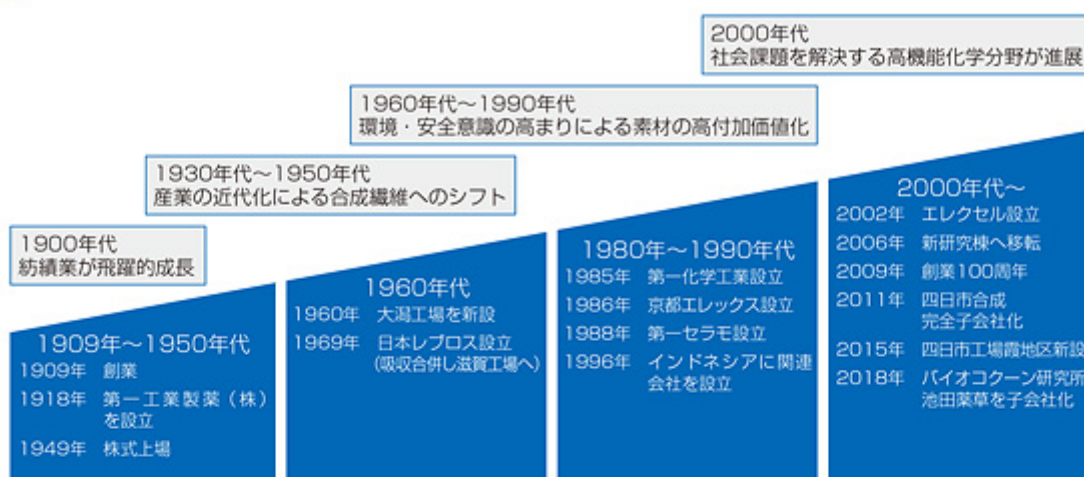 2000年代
社会課題を解決する高機能化学分野が進展
1960年代～1990年代
環境・安全意識の高まりによる素材の高付加価値化
1930年代～1950年代
産業の近代化による合成繊維へのシフト
1900年代
紡績業が飛躍的成長
1909年～1950年代
1909年 創業
1918年 第一工業製薬（株）
を設立
1949年 株式上場
1960年代
1960年 大潟工場を新設
1969年 日本レブロス設立
(吸収合併し滋賀工場へ)
1980年～1990年代
1985年 第一化学工業設立
1986年 京都エレックス設立
1988年 第一セラモ設立
1996年 インドネシアに関連
会社を設立
2000年代～
2002年 エレクセル設立
2006年 新研究棟へ移転
2009年 創業100周年
2011年 四日市合成
完全子会社化
2015年 四日市工場霞地区新設
2018年 バイオコクーン研究所
池田薬草を子会社化